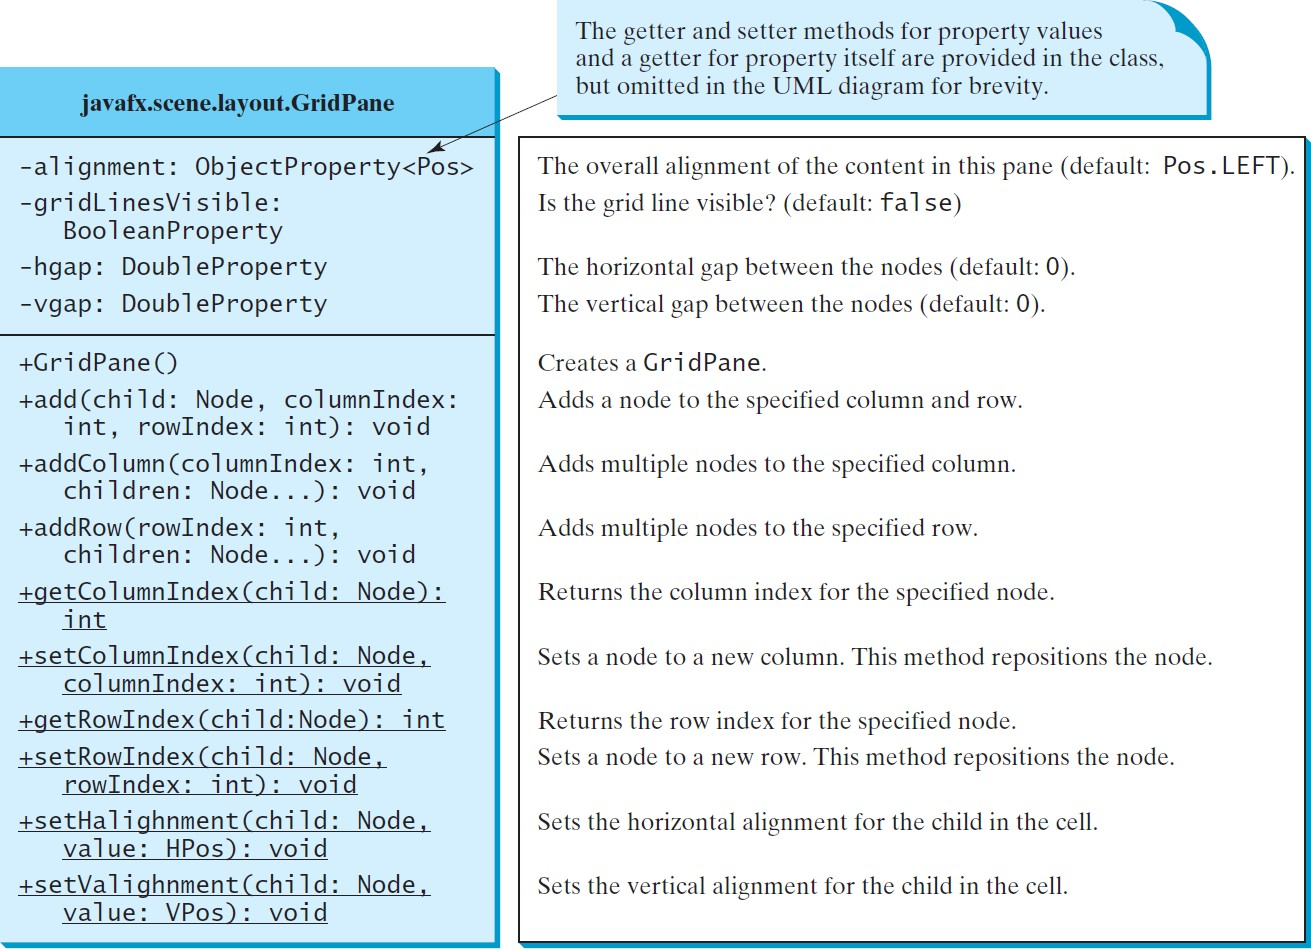 The getter and setter methods for property values
and a getter for property itself are provided in the class,
but omitted in the UML diagram for brevity.
javafx.scene.layout.GridPane
-alignment: ObjectProperty<Pos>
-gridLinesVisible:
BooleanProperty
-hgap: DoubleProperty
-vgap: DoubleProperty
The overall alignment of the content in this pane (default: Pos.LEFT).
Is the grid line visible? (default: false)
The horizontal gap between the nodes (default: 0).
The vertical gap between the nodes (default: 0).
+GridPane()
+add(child: Node, columnIndex:
int, rowIndex: int): void
+addColumn(columnIndex: int,
children: Node...): void
+addRow(rowIndex: int,
children: Node...): void
+getColumnIndex(child: Node):
int
+setColumnIndex(child: Node,
columnIndex: int): void
+getRowIndex(child:Node): int
+setRowIndex(child: Node,
rowIndex: int): void
+setHalighnment(child: Node,
value: HPos): void
+setValighnment(child: Node,
value: VPos): void
Creates a GridPane.
Adds a node to the specified column and row.
Adds multiple nodes to the specified column.
Adds multiple nodes to the specified row.
Returns the column index for the specified node.
Sets a node to a new column. This method repositions the node.
Returns the row index for the specified node.
Sets a node to a new row. This method repositions the node.
Sets the horizontal alignment for the child in the cell.
Sets the vertical alignment for the child in the cell.